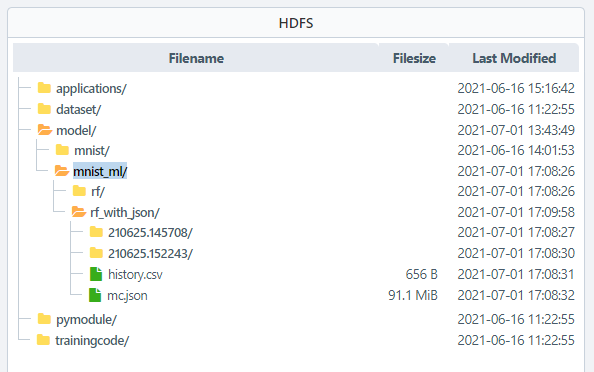 HDFS
Filename Filesize Last Modified
applications/ 2021-06-16 15:16:42
dataset/ 2021-06-16 11:22:55
model/ 2021-07-01 13:43:49
mnist/ 2021-06-16 14:01:53
mnist_ml/ 2021-07-01 17:08:26
rf/ 2021-07-01 17:08:26
rf_with_json/ 2021-07-01 17:09:58
210625.145708/ 2021-07-01 17:08:27
210625.152243/ 2021-07-01 17:08:30
history.csv 656 B 2021-07-01 17:08:31
mc.json 91.1 MiB 2021-07-01 17:08:32
pymodule/ 2021-06-16 11:22:55
trainingcode/ 2021-06-16 11:22:55